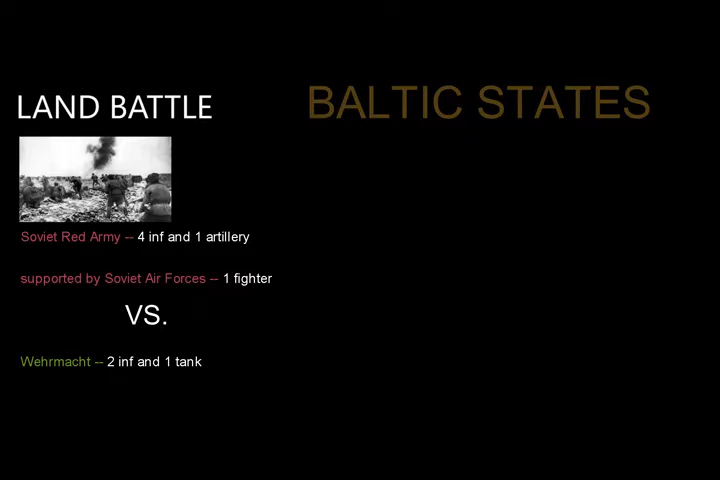 LAND BATTLE
BALTIC STATES
Soviet Red Army -- 4 inf and 1 artillery
supported by Soviet Air Forces -- 1 fighter
VS.
Wehrmacht -- 2 inf and 1 tank